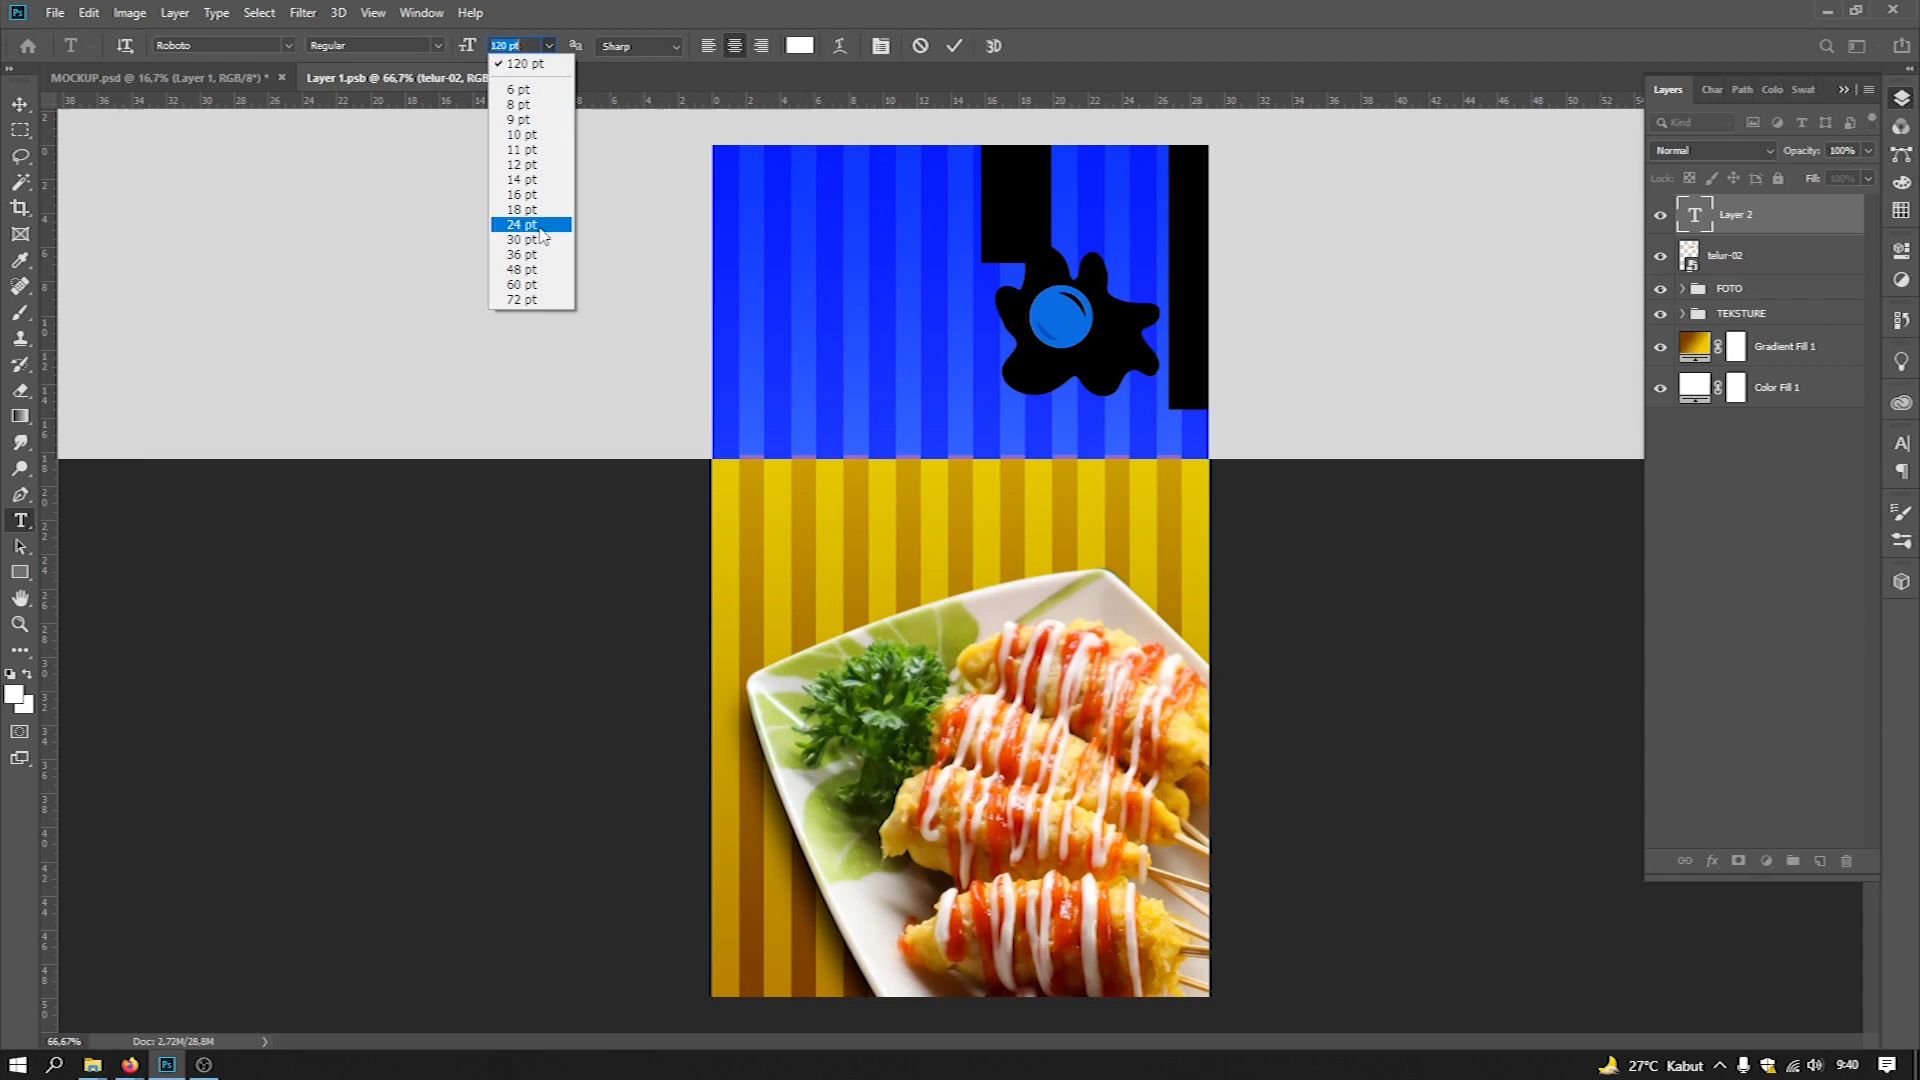 Ps File Edit Image Layer Type Select Filter 3D View Window Help
Roboto Regular 120 pt Sharp 3D
120 pt
6 pt
8 pt
9 pt
10 pt
11 pt
12 pt
14 pt
16 pt
18 pt
24 pt
30 pt
36 pt
48 pt
60 pt
72 pt
MOCKUP.psd @ 16,7% (Layer 1, RGB/8*) *
Layer 1.psb @ 66,7% (telur-02, RGB
Layers Char Path Colo Swat
Kind
Normal Opacity: 100%
Lock: Fill: 100%
Layer 2
telur-02
FOTO
TEKSTURE
Gradient Fill 1
Color Fill 1
66,67% Doc: 2,72M/28,8M
27°C Kabut 9:40